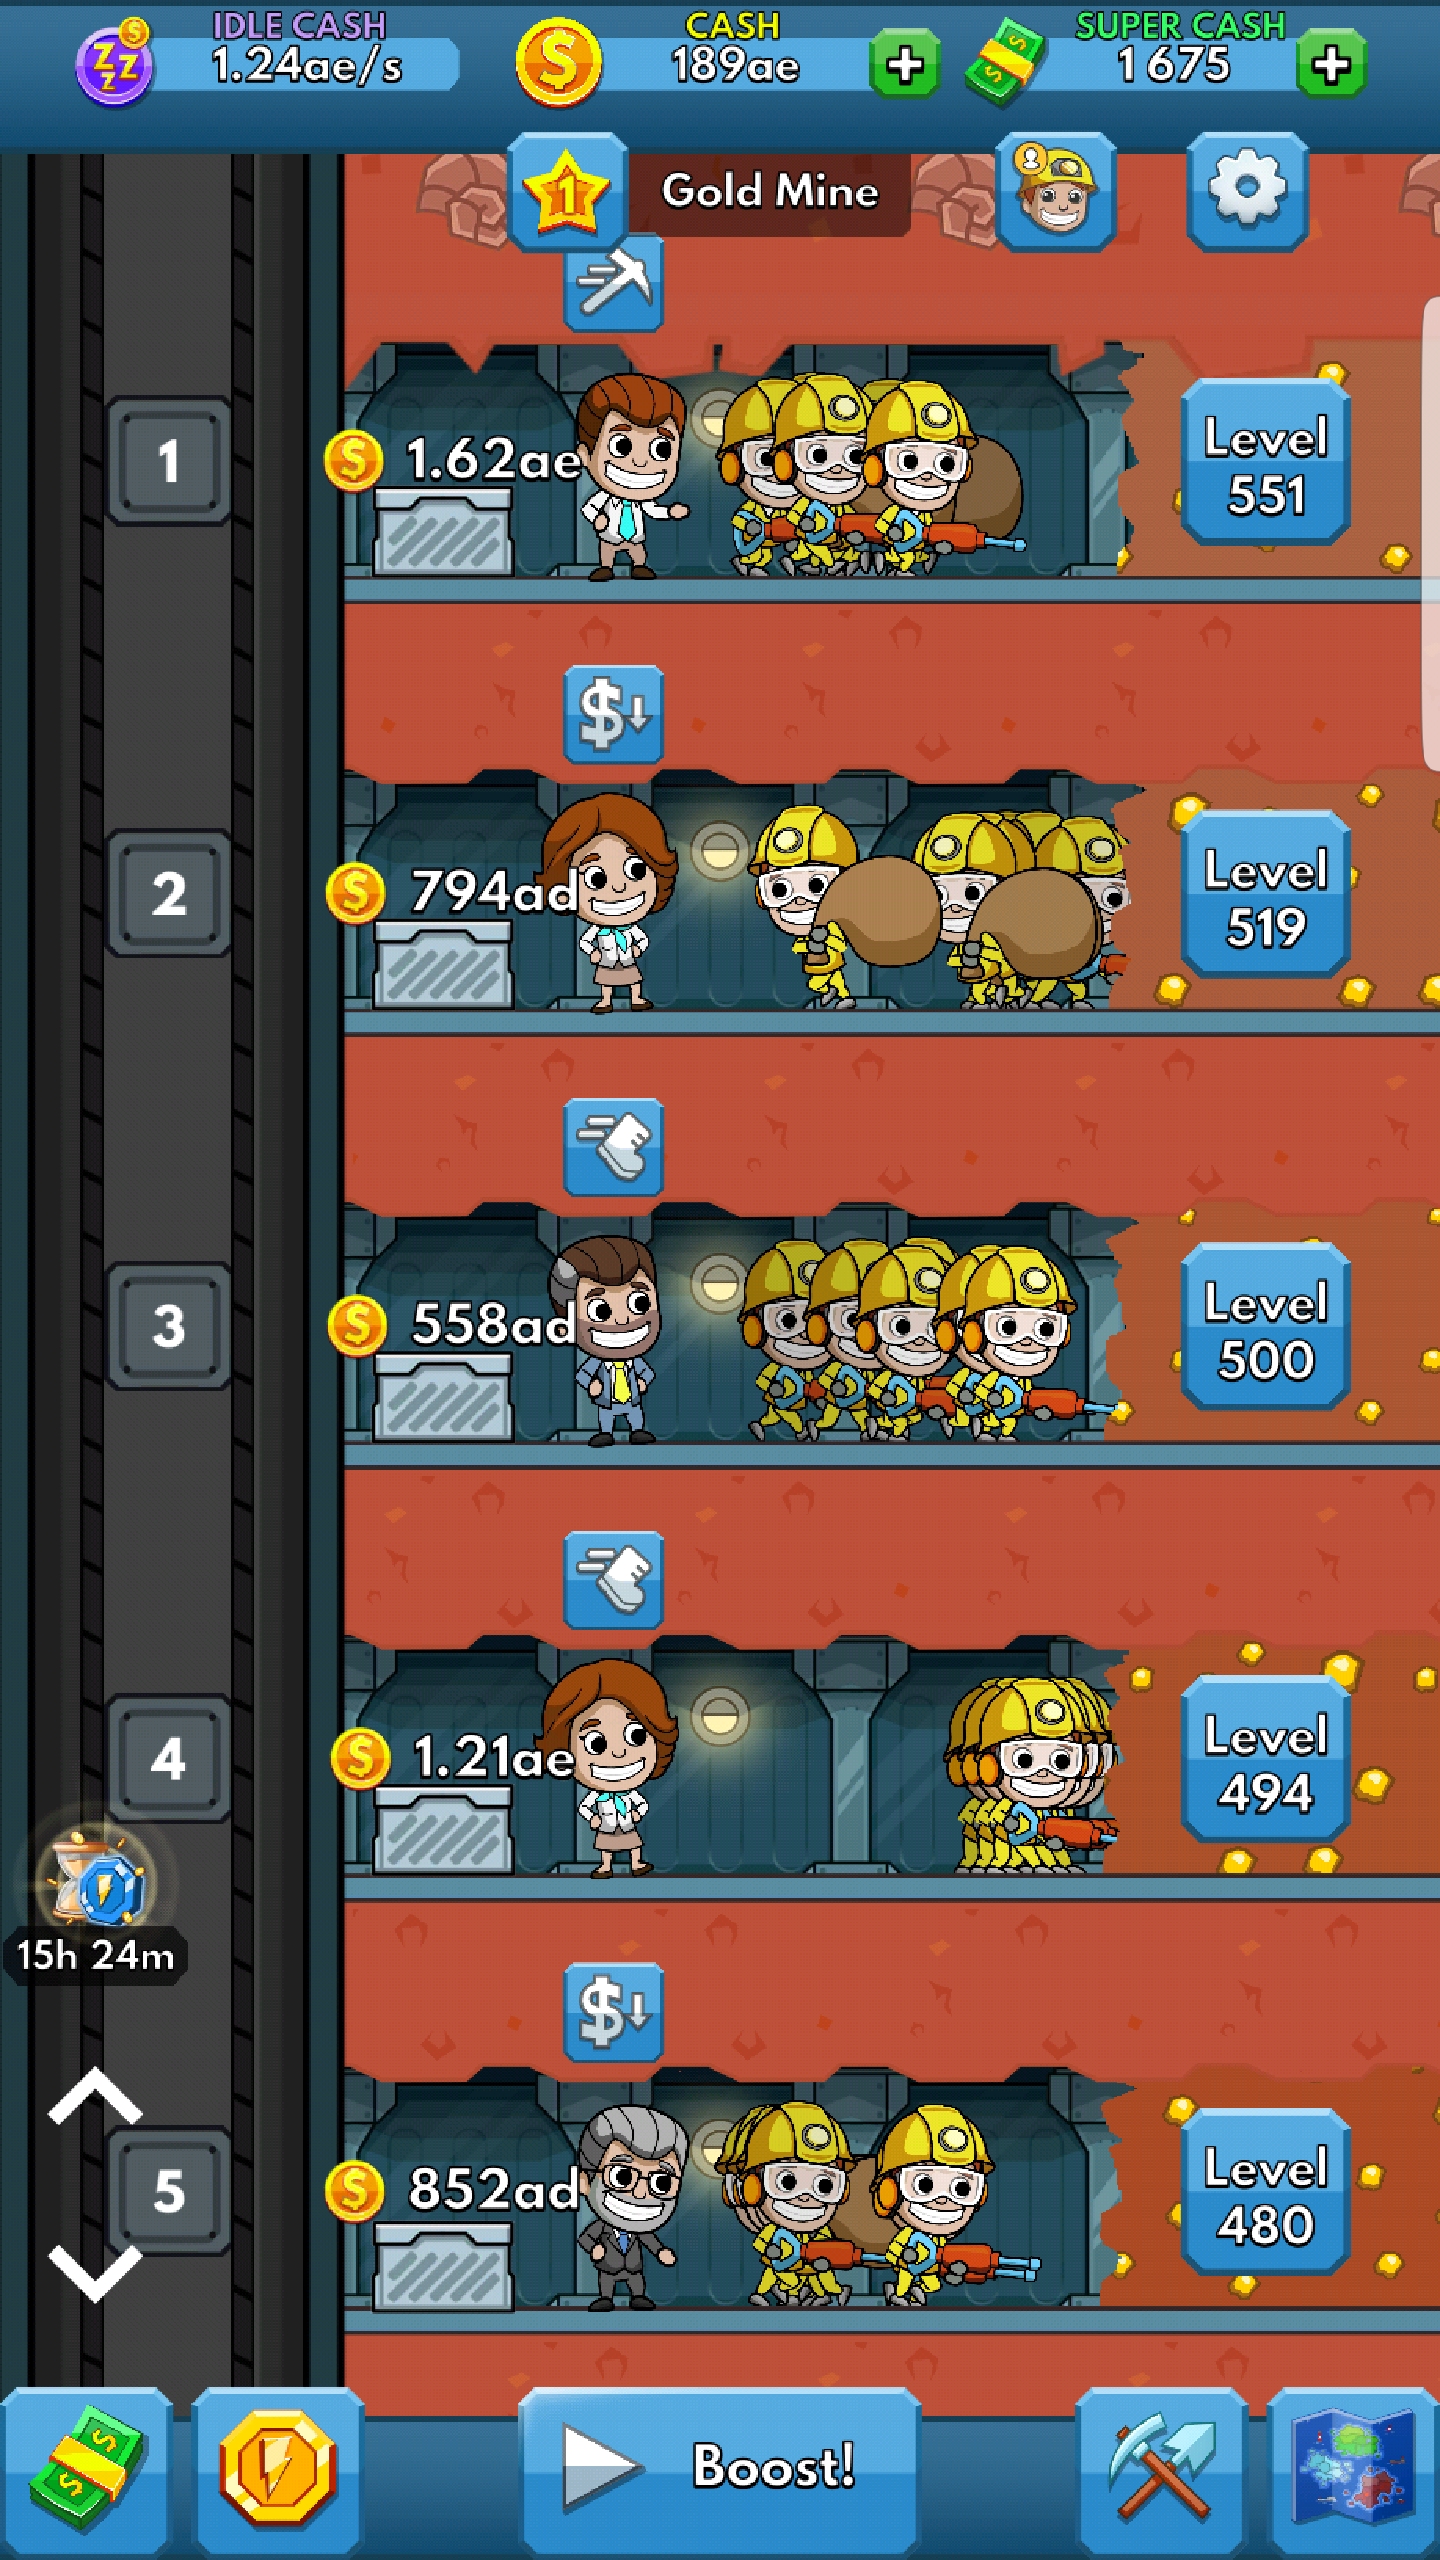 IDLE CASH
1.24ae/s
CASH
189ae
SUPER CASH
1 675
1
Gold Mine
1
1.62ae
Level
551
2
794ad
Level
519
3
558ad
Level
500
4
1.21ae
Level
494
15h 24m
5
852ad
Level
480
Boost!